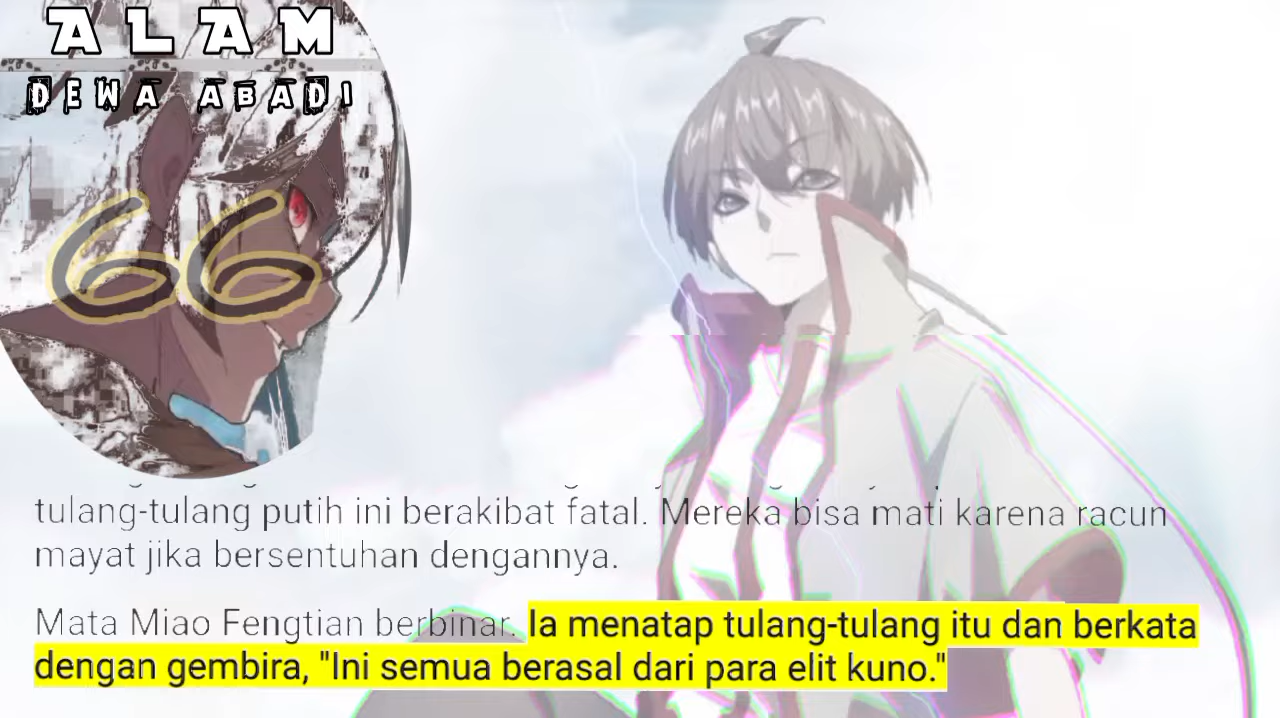 ALAM
DEWA ABADI
66
tulang-tulang putih ini berakibat fatal. Mereka bisa mati karena racun
mayat jika bersentuhan dengannya.
Mata Miao Fengtian berbinar. Ia menatap tulang-tulang itu dan berkata
dengan gembira, "Ini semua berasal dari para elit kuno."